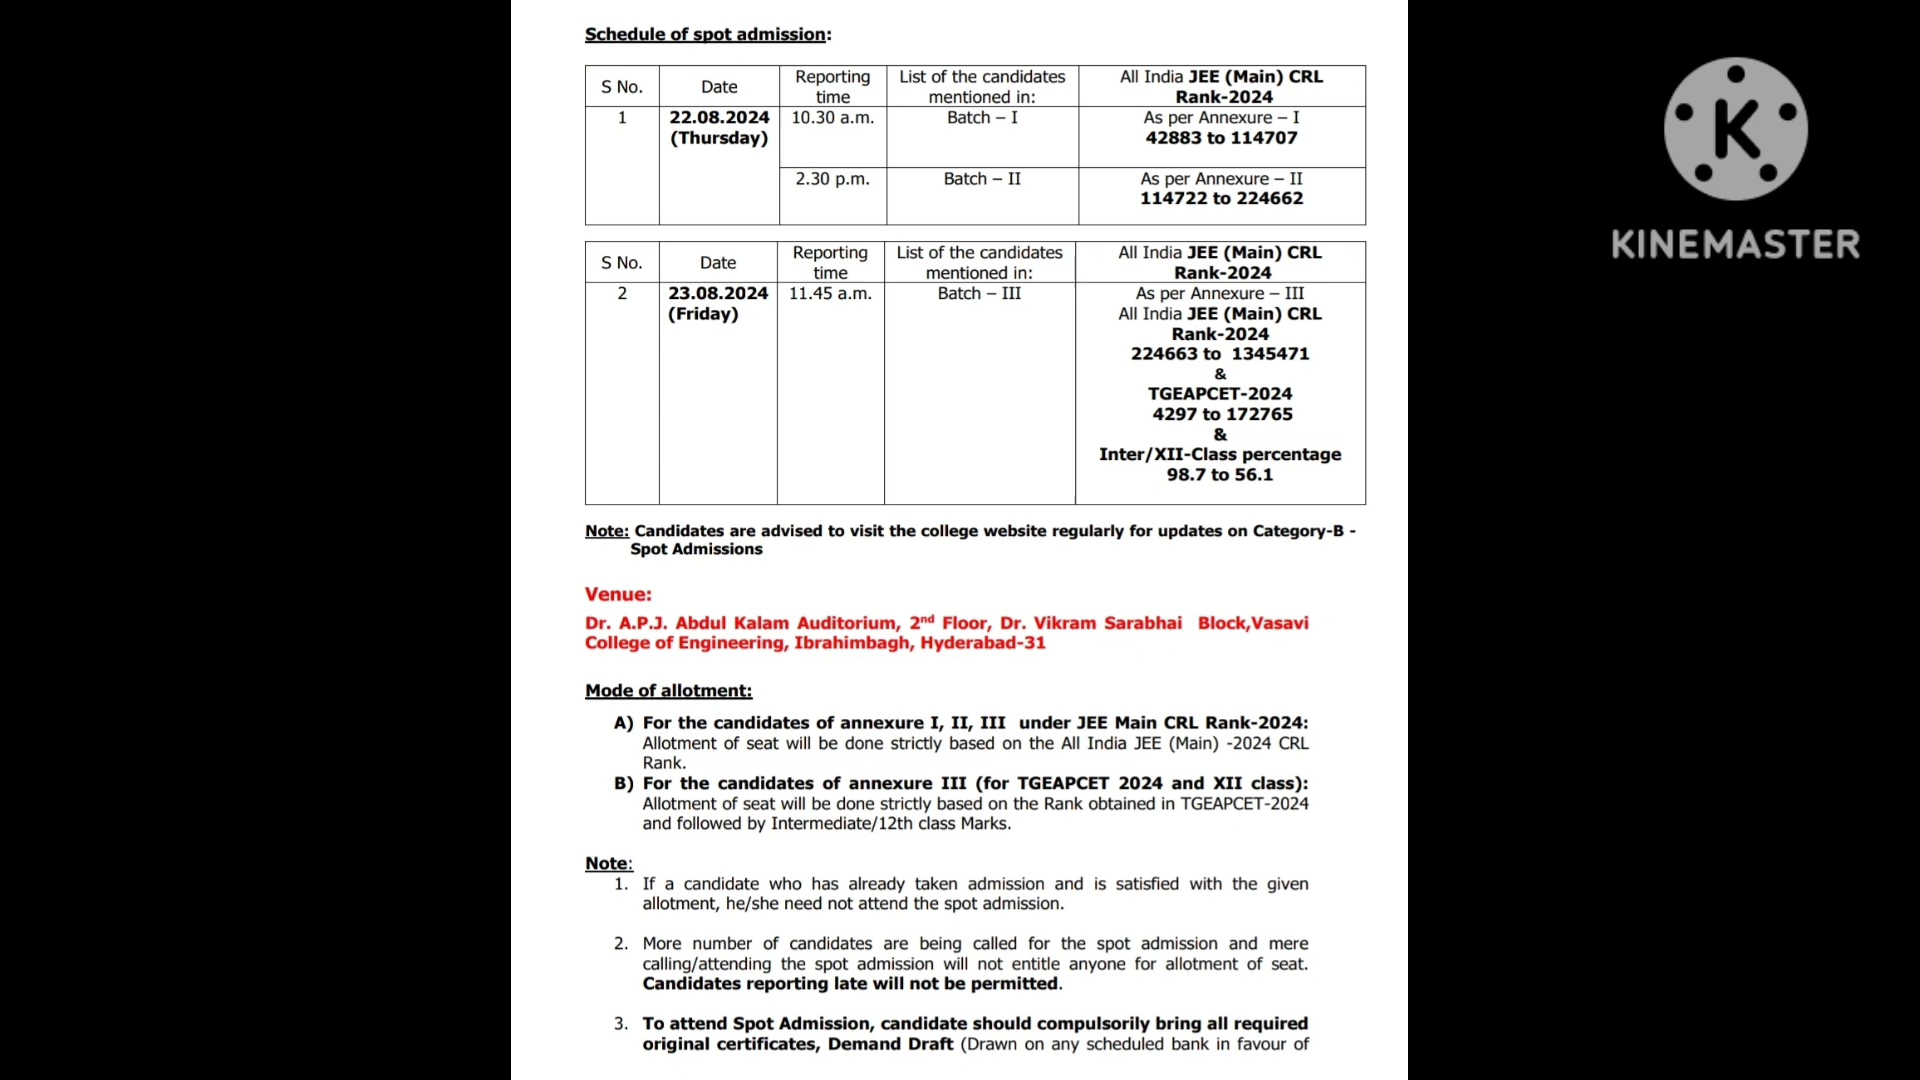 Schedule of spot admission:
S No.
Date
Reporting
time
List of the candidates
mentioned in:
All India JEE (Main) CRL
Rank-2024
1
22.08.2024
(Thursday)
10.30 a.m.
Batch – I
As per Annexure – I
42883 to 114707
2.30 p.m.
Batch – II
As per Annexure – II
114722 to 224662
S No.
Date
Reporting
time
List of the candidates
mentioned in:
All India JEE (Main) CRL
Rank-2024
2
23.08.2024
(Friday)
11.45 a.m.
Batch – III
As per Annexure – III
All India JEE (Main) CRL
Rank-2024
224663 to 1345471
&
TGEAPCET-2024
4297 to 172765
&
Inter/XII-Class percentage
98.7 to 56.1
Note: Candidates are advised to visit the college website regularly for updates on Category-B -
Spot Admissions
Venue:
Dr. A.P.J. Abdul Kalam Auditorium, 2nd Floor, Dr. Vikram Sarabhai Block,Vasavi
College of Engineering, Ibrahimbagh, Hyderabad-31
Mode of allotment:
A) For the candidates of annexure I, II, III under JEE Main CRL Rank-2024:
Allotment of seat will be done strictly based on the All India JEE (Main) -2024 CRL
Rank.
B) For the candidates of annexure III (for TGEAPCET 2024 and XII class):
Allotment of seat will be done strictly based on the Rank obtained in TGEAPCET-2024
and followed by Intermediate/12th class Marks.
Note:
1. If a candidate who has already taken admission and is satisfied with the given
allotment, he/she need not attend the spot admission.
2. More number of candidates are being called for the spot admission and mere
calling/attending the spot admission will not entitle anyone for allotment of seat.
Candidates reporting late will not be permitted.
3. To attend Spot Admission, candidate should compulsorily bring all required
original certificates, Demand Draft (Drawn on any scheduled bank in favour of
K
KINEMASTER